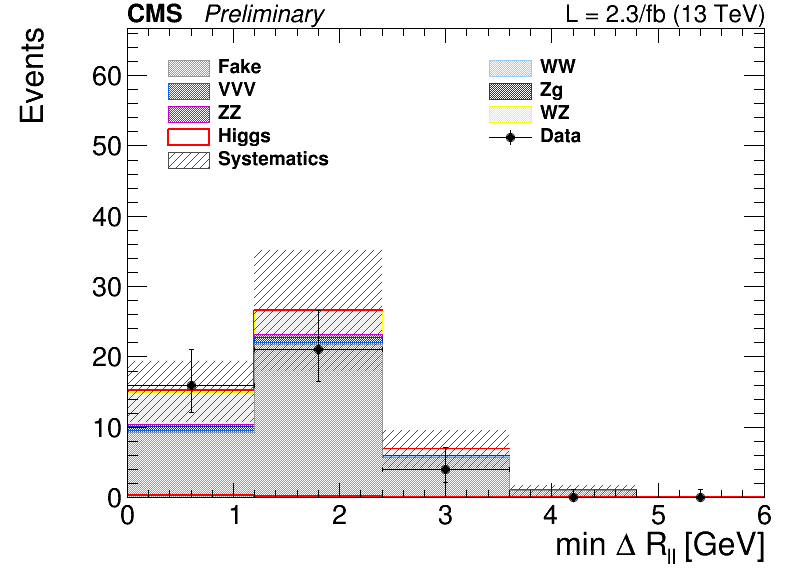 CMS Preliminary L = 2.3/fb (13 TeV)
Events
Fake WW
VVV Zg
ZZ WZ
Higgs Data
Systematics
60
50
40
30
20
10
0
0 1 2 3 4 5 6
min Δ R_ll [GeV]